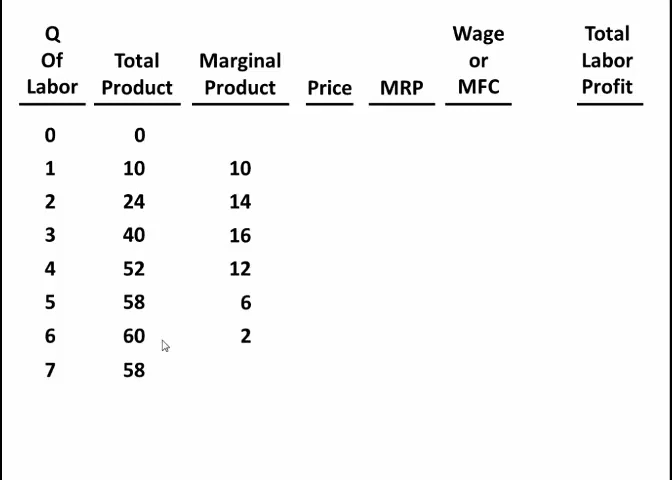 Q Wage Total
Of Total Marginal or Labor
Labor Product Product Price MRP MFC Profit
0 0
1 10 10
2 24 14
3 40 16
4 52 12
5 58 6
6 60 2
7 58